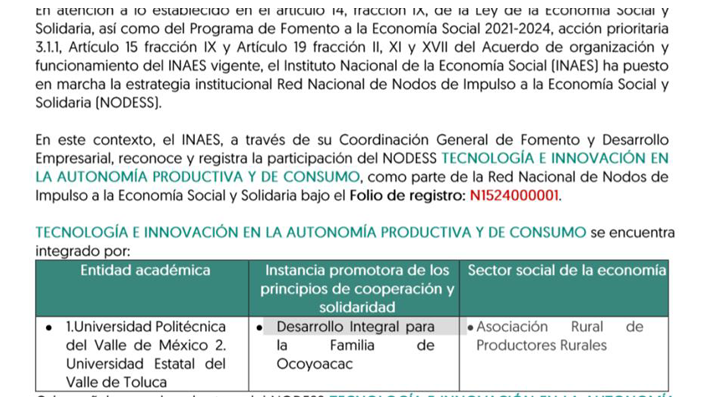 En atención a lo establecido en el artículo 14, fracción IX, de la Ley de la Economía Social y
Solidaria, así como del Programa de Fomento a la Economía Social 2021-2024, acción prioritaria
3.1.1, Artículo 15 fracción IX y Artículo 19 fracción II, XI y XVII del Acuerdo de organización y
funcionamiento del INAES vigente, el Instituto Nacional de la Economía Social (INAES) ha puesto
en marcha la estrategia institucional Red Nacional de Nodos de Impulso a la Economía Social y
Solidaria (NODESS).
En este contexto, el INAES, a través de su Coordinación General de Fomento y Desarrollo
Empresarial, reconoce y registra la participación del NODESS TECNOLOGÍA E INNOVACIÓN EN
LA AUTONOMÍA PRODUCTIVA Y DE CONSUMO, como parte de la Red Nacional de Nodos de
Impulso a la Economía Social y Solidaria bajo el Folio de registro: N1524000001.
TECNOLOGÍA E INNOVACIÓN EN LA AUTONOMÍA PRODUCTIVA Y DE CONSUMO se encuentra
integrado por:
Entidad académica
Instancia promotora de los
principios de cooperación y
solidaridad
Sector social de la economía
• 1.Universidad Politécnica
del Valle de México 2.
Universidad Estatal del
Valle de Toluca
• Desarrollo Integral para
la Familia de
Ocoyoacac
• Asociación Rural de
Productores Rurales